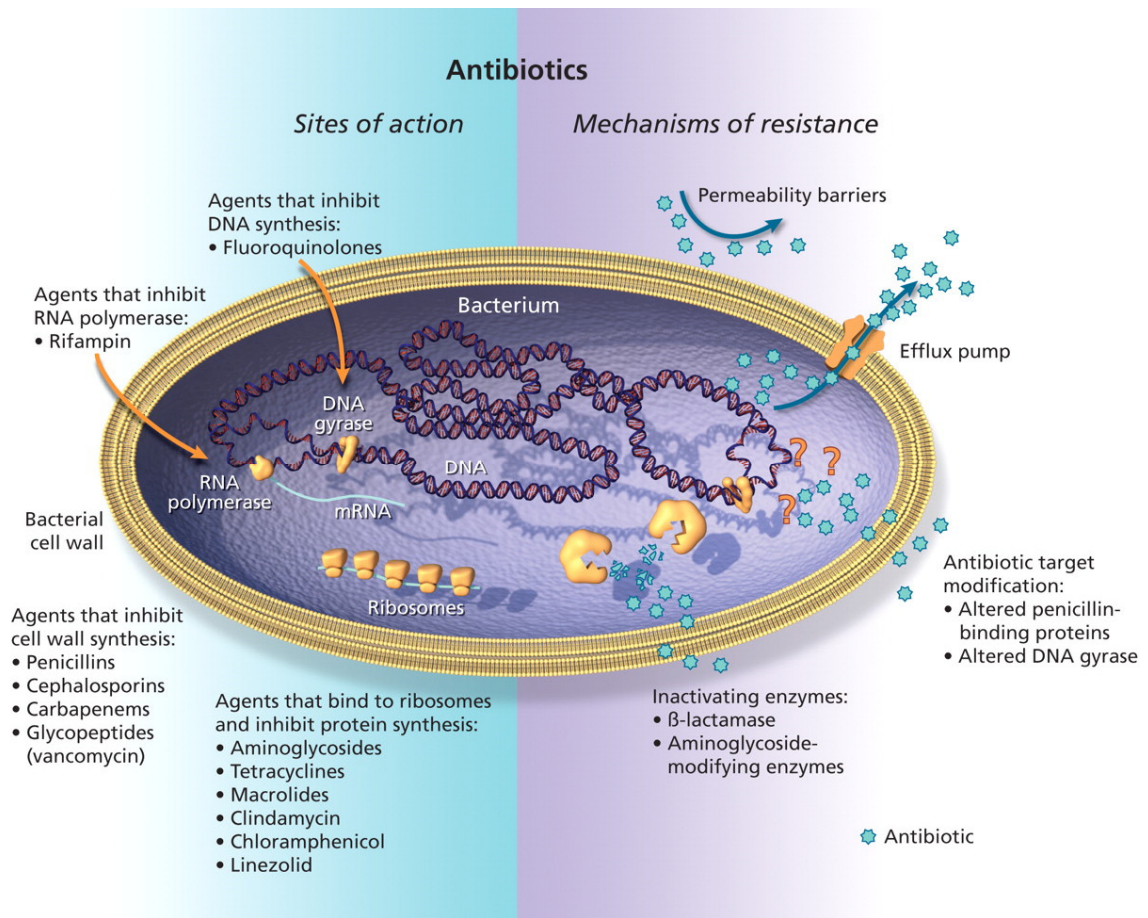 Antibiotics
Sites of action
Mechanisms of resistance
Agents that inhibit
DNA synthesis:
• Fluoroquinolones
Permeability barriers
Agents that inhibit
RNA polymerase:
• Rifampin
Bacterium
Efflux pump
DNA
gyrase
DNA
RNA
polymerase
mRNA
? ? ?
Bacterial
cell wall
Ribosomes
Antibiotic target
modification:
• Altered penicillin-
binding proteins
• Altered DNA gyrase
Agents that inhibit
cell wall synthesis:
• Penicillins
• Cephalosporins
• Carbapenems
• Glycopeptides
(vancomycin)
Agents that bind to ribosomes
and inhibit protein synthesis:
• Aminoglycosides
• Tetracyclines
• Macrolides
• Clindamycin
• Chloramphenicol
• Linezolid
Inactivating enzymes:
• ß-lactamase
• Aminoglycoside-
modifying enzymes
Antibiotic